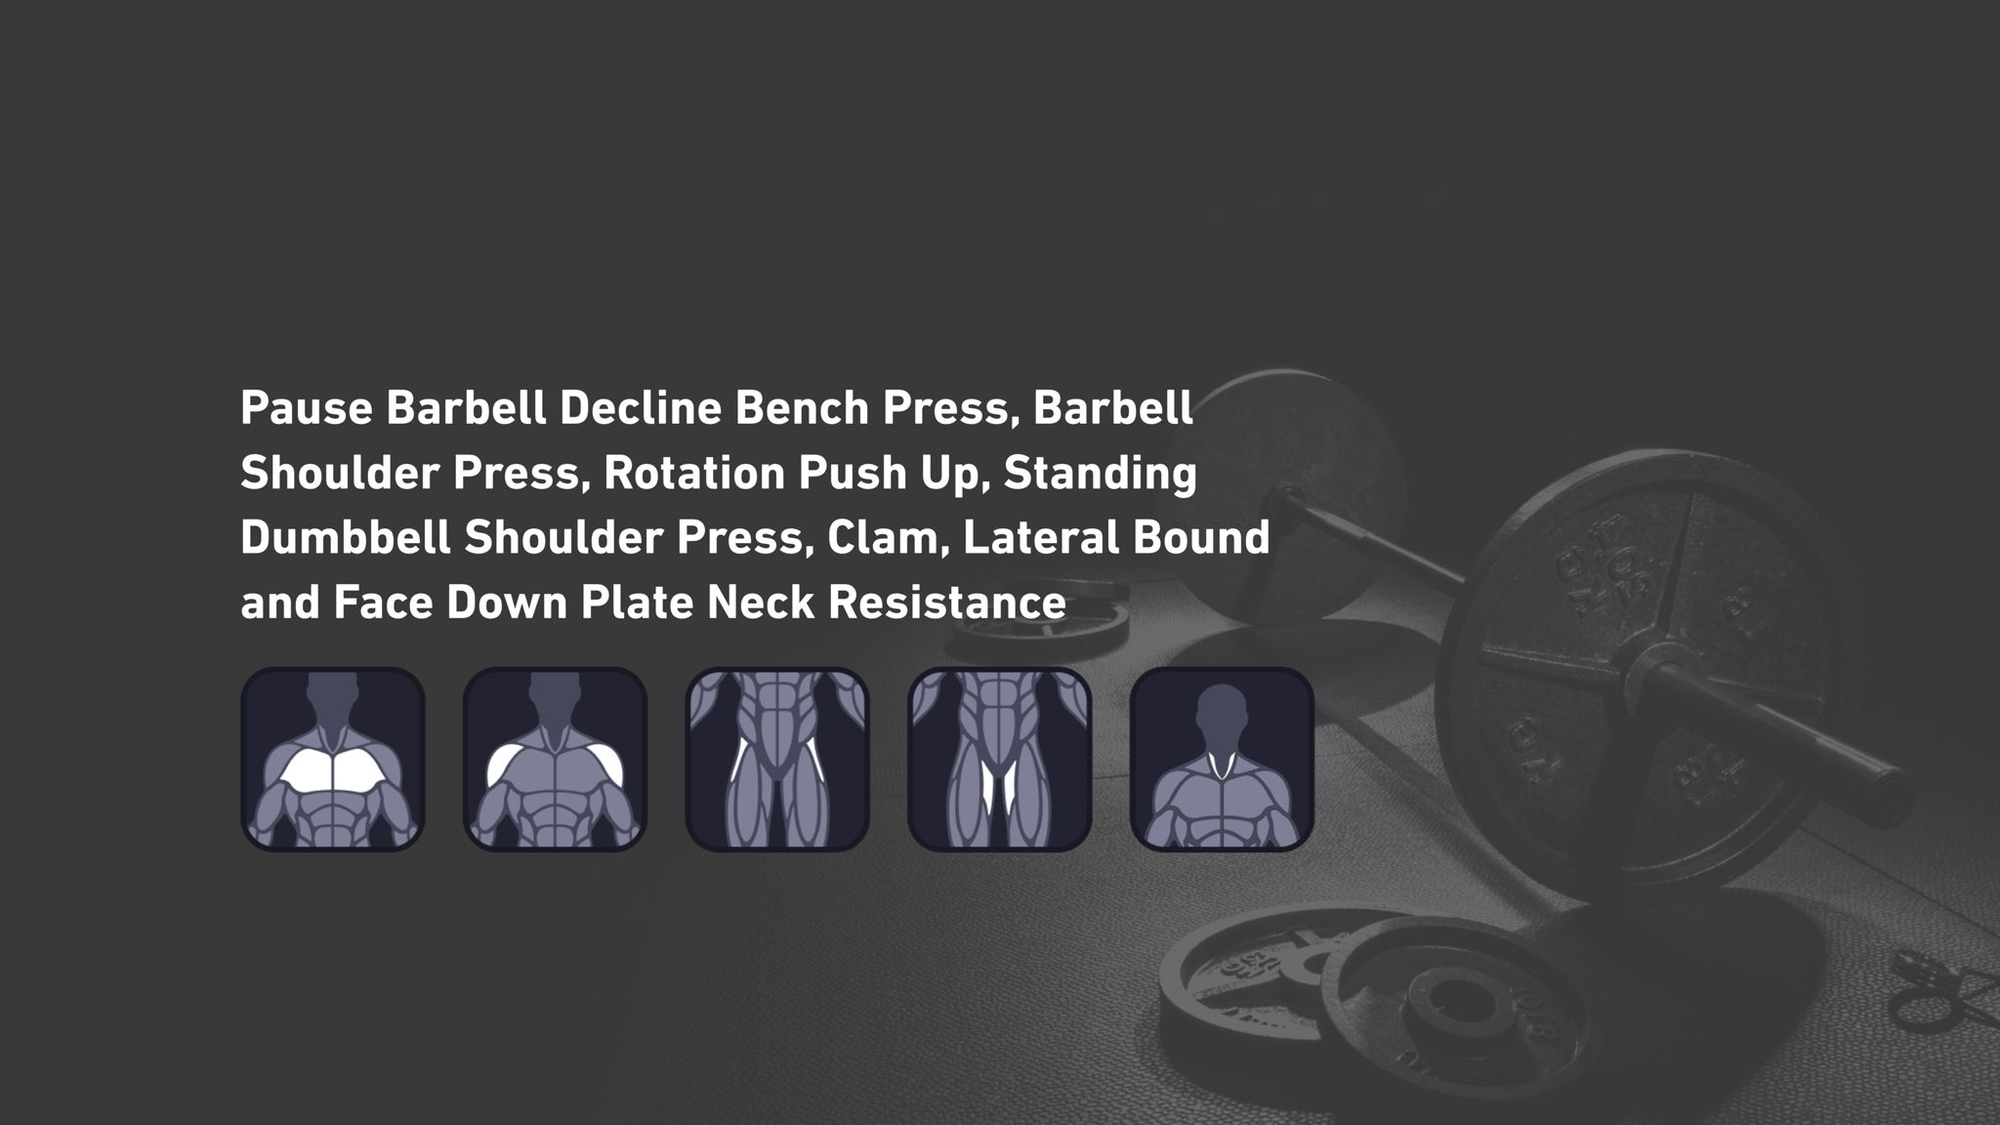 Pause Barbell Decline Bench Press, Barbell
Shoulder Press, Rotation Push Up, Standing
Dumbbell Shoulder Press, Clam, Lateral Bound
and Face Down Plate Neck Resistance